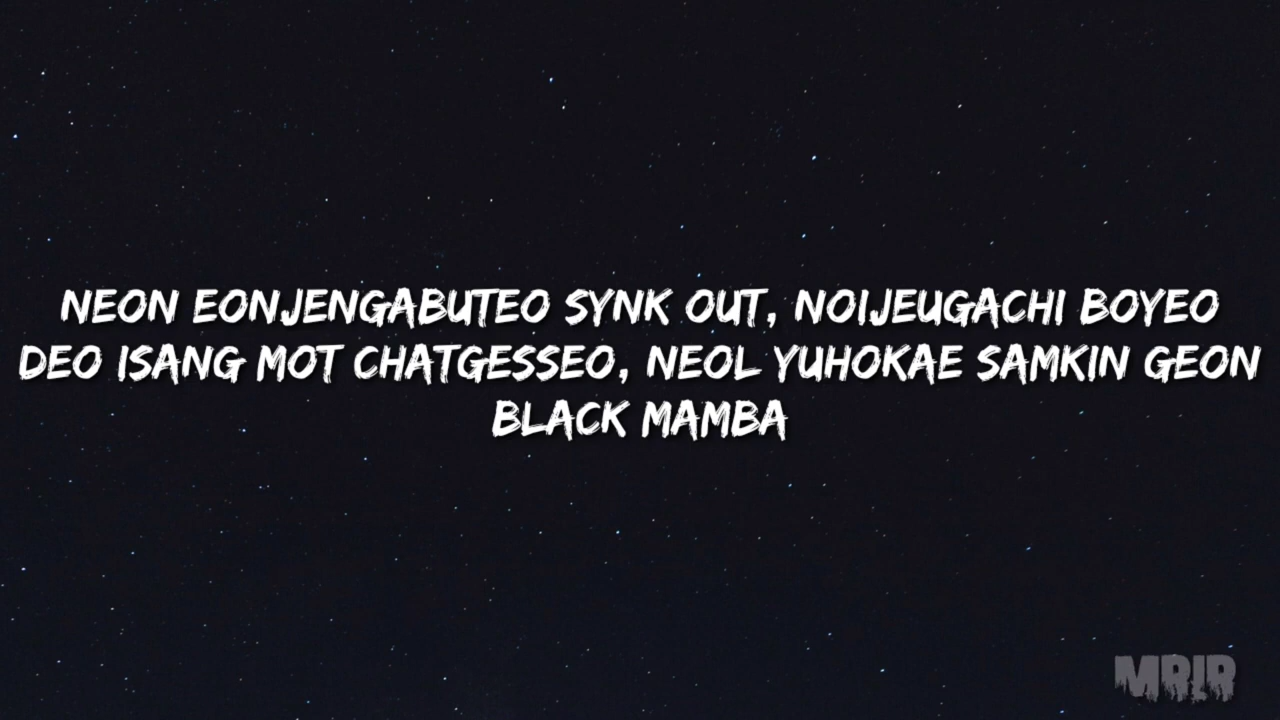 NEON EONJENGABUTEO SYNK OUT, NOIJEUGACHI BOYEO
DEO ISANG MOT CHATGESSEO, NEOL YUHOKAE SAMKIN GEON
BLACK MAMBA
MRLR